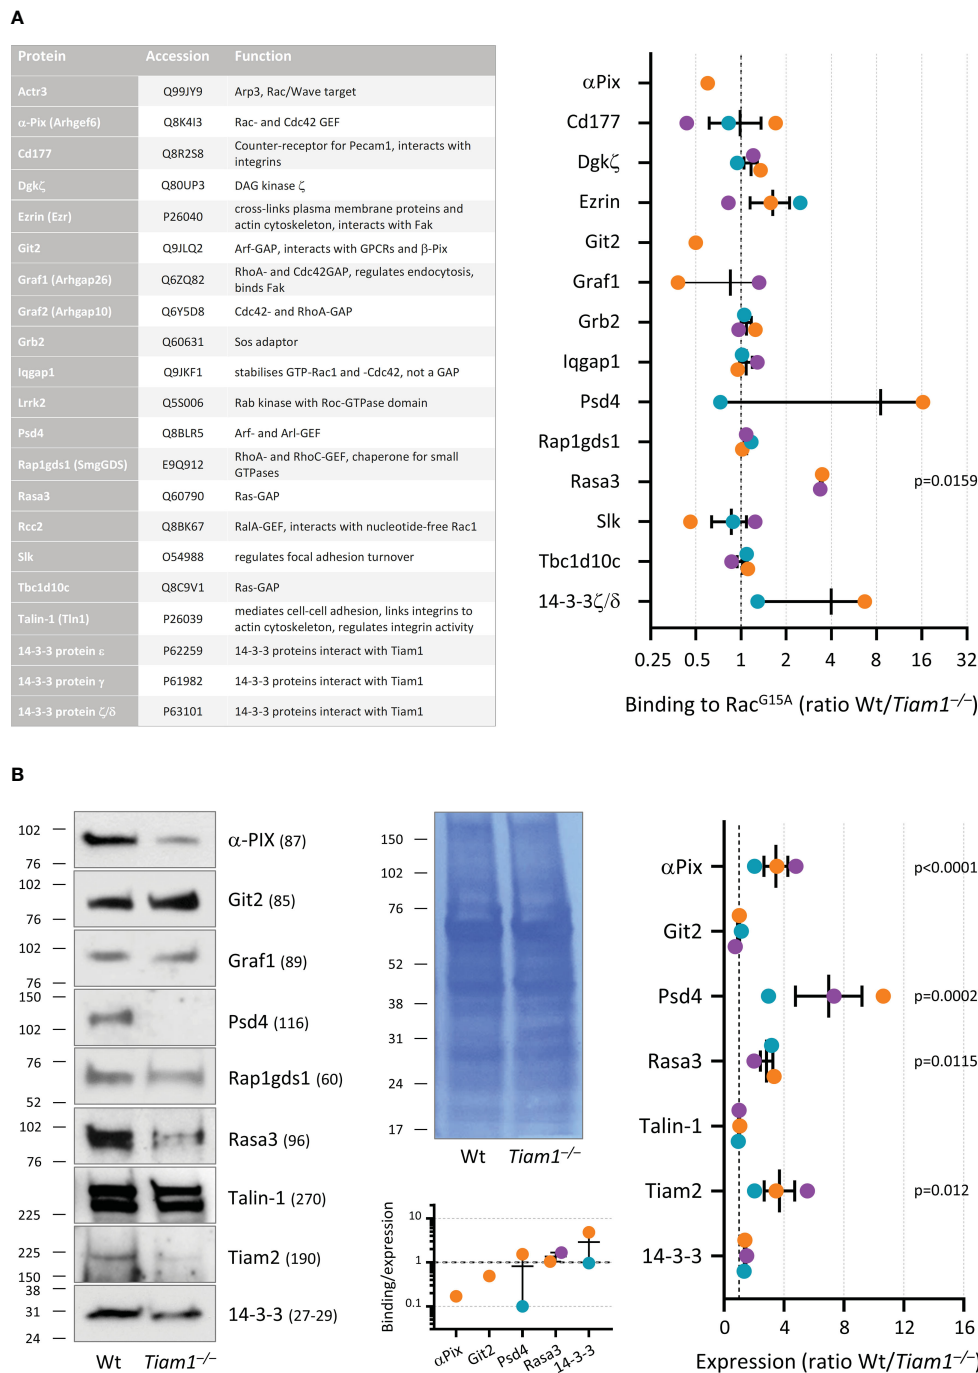 A
Protein Accession Function
Actr3 Q99JY9 Arp3, Rac/Wave target
α-Pix (Arhgef6) Q8K4I3 Rac- and Cdc42 GEF
Cd177 Q8R2S8 Counter-receptor for Pecam1, interacts with
integrins
Dgkζ Q80UP3 DAG kinase ζ
Ezrin (Ezr) P26040 cross-links plasma membrane proteins and
actin cytoskeleton, interacts with Fak
Git2 Q9JLQ2 Arf-GAP, interacts with GPCRs and β-Pix
Graf1 (Arhgap26) Q6ZQ82 RhoA- and Cdc42GAP, regulates endocytosis,
binds Fak
Graf2 (Arhgap10) Q6Y5D8 Cdc42- and RhoA-GAP
Grb2 Q60631 Sos adaptor
Iqgap1 Q9JKF1 stabilises GTP-Rac1 and -Cdc42, not a GAP
Lrrk2 Q5S006 Rab kinase with Roc-GTPase domain
Psd4 Q8BLR5 Arf- and Arl-GEF
Rap1gds1 (SmgGDS) E9Q912 RhoA- and RhoC-GEF, chaperone for small
GTPases
Rasa3 Q60790 Ras-GAP
Rcc2 Q8BK67 RalA-GEF, interacts with nucleotide-free Rac1
Slk O54988 regulates focal adhesion turnover
Tbc1d10c Q8C9V1 Ras-GAP
Talin-1 (Tln1) P26039 mediates cell-cell adhesion, links integrins to
actin cytoskeleton, regulates integrin activity
14-3-3 protein ε P62259 14-3-3 proteins interact with Tiam1
14-3-3 protein γ P61982 14-3-3 proteins interact with Tiam1
14-3-3 protein ζ/δ P63101 14-3-3 proteins interact with Tiam1
αPix
Cd177
Dgkζ
Ezrin
Git2
Graf1
Grb2
Iqgap1
Psd4
Rap1gds1
Rasa3 p=0.0159
Slk
Tbc1d10c
14-3-3ζ/δ
0.25 0.5 1 2 4 8 16 32
Binding to Rac^G15A (ratio Wt/Tiam1⁻/⁻)
B
102
76
α-PIX (87)
102
76
Git2 (85)
102
76
Graf1 (89)
150
102
Psd4 (116)
76
52
Rap1gds1 (60)
102
76
Rasa3 (96)
225
Talin-1 (270)
225
150
Tiam2 (190)
38
31
24
14-3-3 (27-29)
Wt Tiam1⁻/⁻
150
102
76
52
38
31
24
17
Wt Tiam1⁻/⁻
Binding/expression
10
1
0.1
αPix Git2 Psd4 Rasa3 14-3-3
αPix p<0.0001
Git2
Psd4 p=0.0002
Rasa3 p=0.0115
Talin-1
Tiam2 p=0.012
14-3-3
0 4 8 12 16
Expression (ratio Wt/Tiam1⁻/⁻)